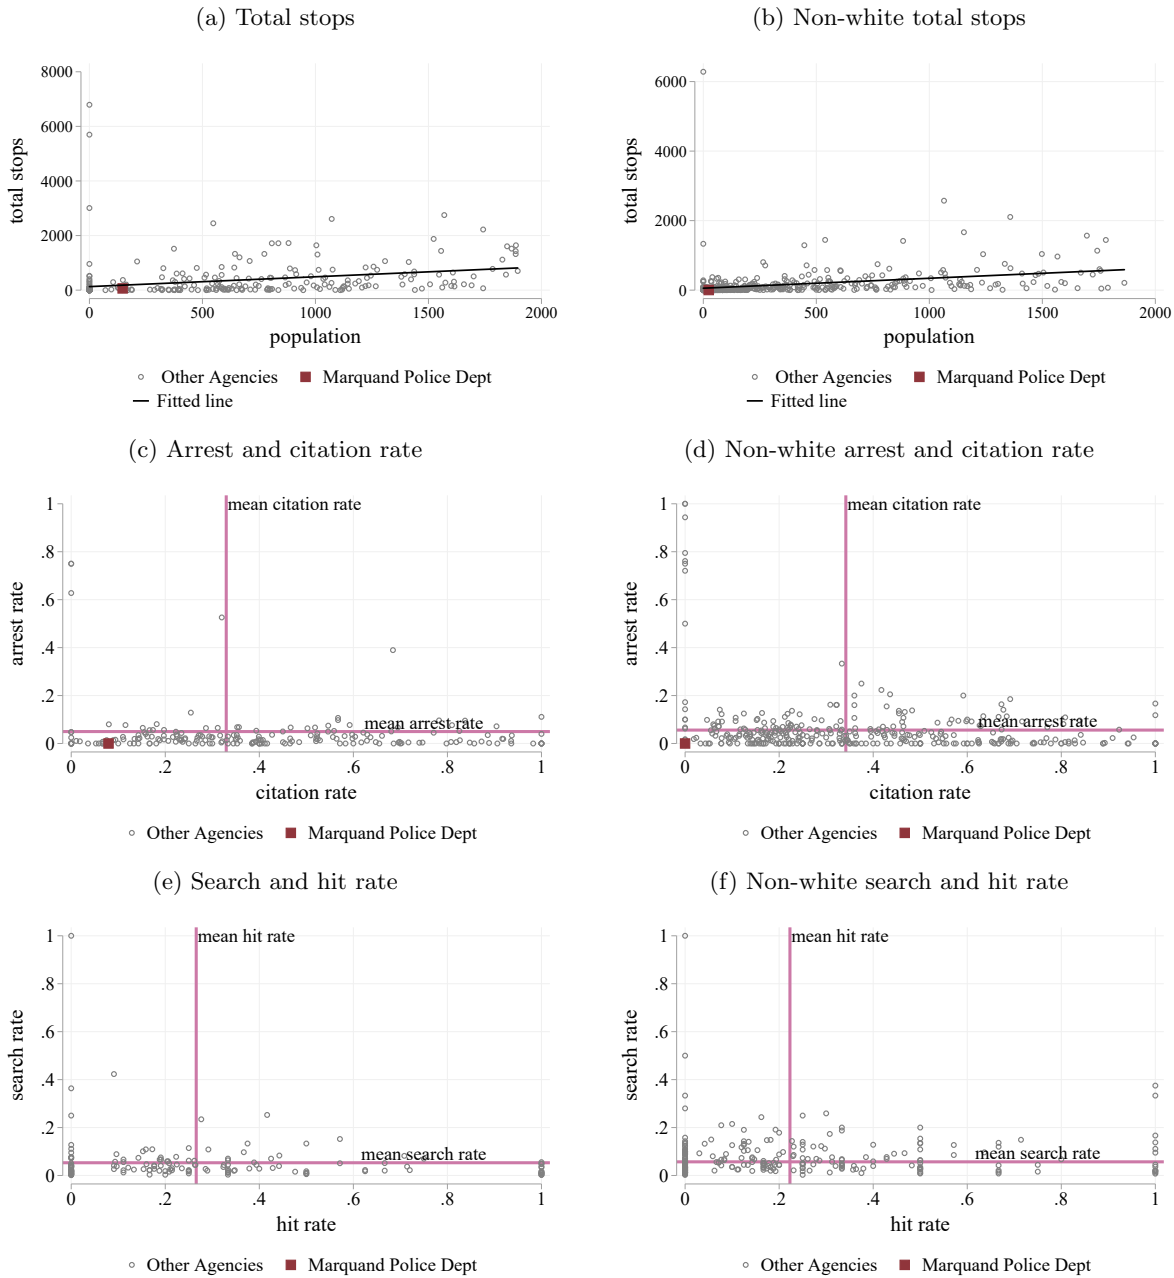 (a) Total stops
(b) Non-white total stops
8000
6000
4000
2000
0
total stops
0 500 1000 1500 2000
population
Other Agencies Marquand Police Dept
Fitted line
6000
4000
2000
0
total stops
0 500 1000 1500 2000
population
Other Agencies Marquand Police Dept
Fitted line
(c) Arrest and citation rate
(d) Non-white arrest and citation rate
1
.8
.6
.4
.2
0
arrest rate
mean citation rate
mean arrest rate
0 .2 .4 .6 .8 1
citation rate
Other Agencies Marquand Police Dept
1
.8
.6
.4
.2
0
arrest rate
mean citation rate
mean arrest rate
0 .2 .4 .6 .8 1
citation rate
Other Agencies Marquand Police Dept
(e) Search and hit rate
(f) Non-white search and hit rate
1
.8
.6
.4
.2
0
search rate
mean hit rate
mean search rate
0 .2 .4 .6 .8 1
hit rate
Other Agencies Marquand Police Dept
1
.8
.6
.4
.2
0
search rate
mean hit rate
mean search rate
0 .2 .4 .6 .8 1
hit rate
Other Agencies Marquand Police Dept